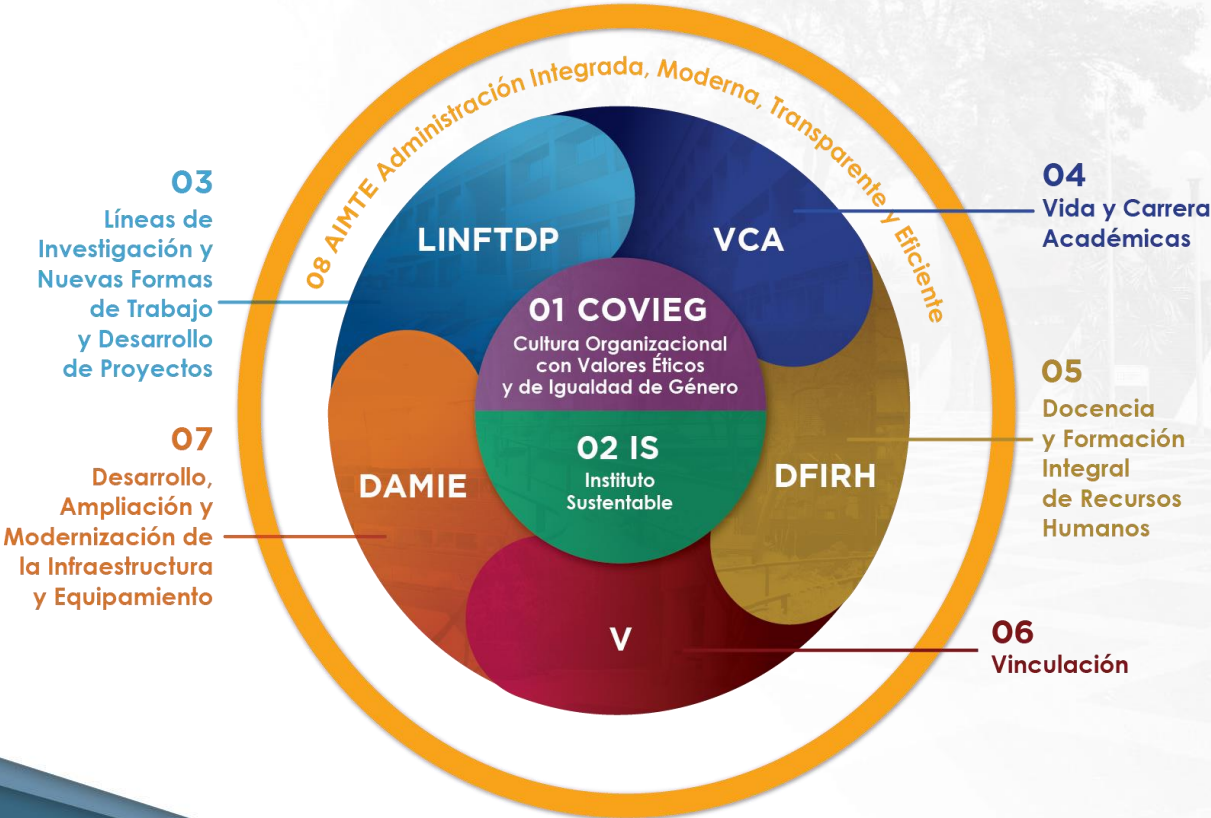 08 AIMTE Administración Integrada, Moderna, Transparente y Eficiente
03
Líneas de
Investigación y
Nuevas Formas
de Trabajo
y Desarrollo
de Proyectos
LINFTDP
VCA
04
Vida y Carrera
Académicas
01 COVIEG
Cultura Organizacional
con Valores Éticos
y de Igualdad de Género
02 IS
Instituto
Sustentable
05
Docencia
y Formación
Integral
de Recursos
Humanos
DFIRH
07
Desarrollo,
Ampliación y
Modernización de
la Infraestructura
y Equipamiento
DAMIE
V
06
Vinculación